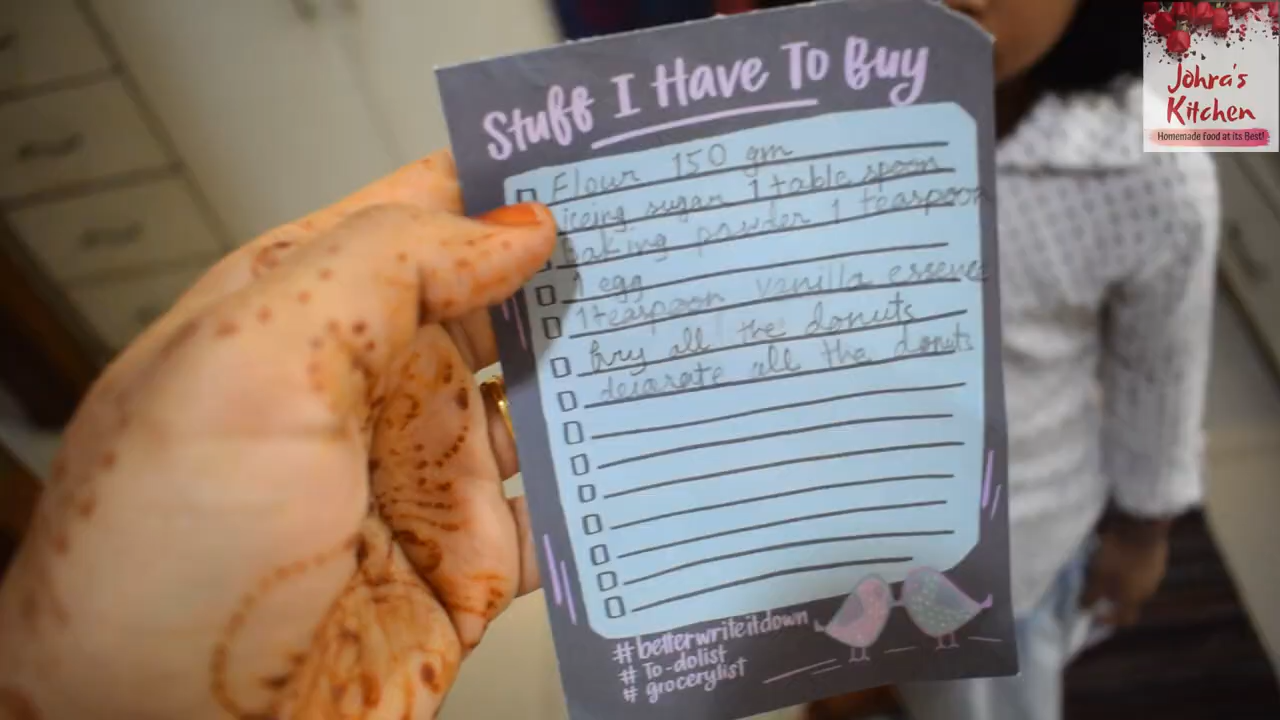 Stuff I Have To Buy
Flour 150 gm
iceing sugar 1 table spoon
Baking powder 1 teaspoon
1 egg
1 teaspoon vanilla essence
fry all the donuts
decarate all the donuts
# betterwriteitdown
# To-dolist
# grocerylist
Johra's
Kitchen
Homemade food at its Best!